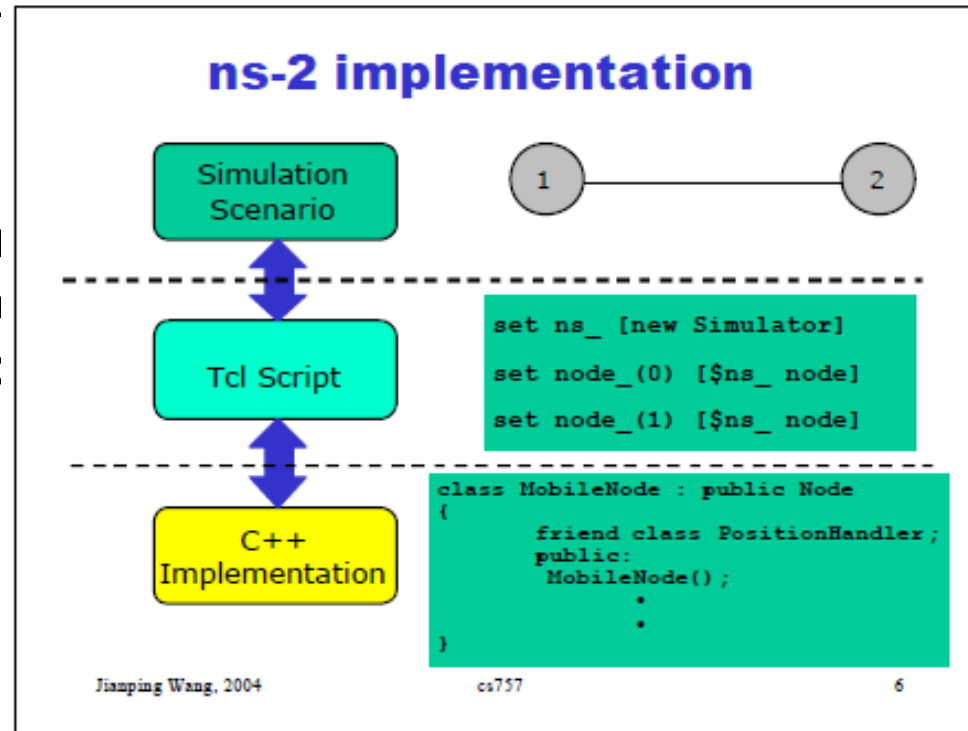 ns-2 implementation
Simulation
Scenario
1
2
Tcl Script
set ns_ [new Simulator]
set node_(0) [$ns_ node]
set node_(1) [$ns_ node]
C++
Implementation
class MobileNode : public Node
{
friend class PositionHandler;
public:
MobileNode();
•
•
}
Jianping Wang, 2004
cs757
6